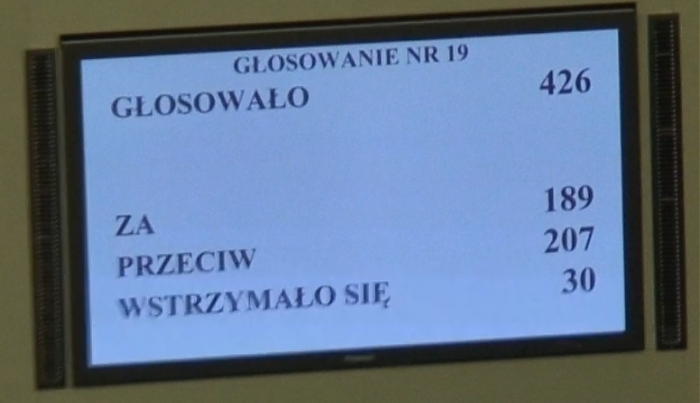 GŁOSOWANIE NR 19
GŁOSOWAŁO 426
ZA 189
PRZECIW 207
WSTRZYMAŁO SIĘ 30